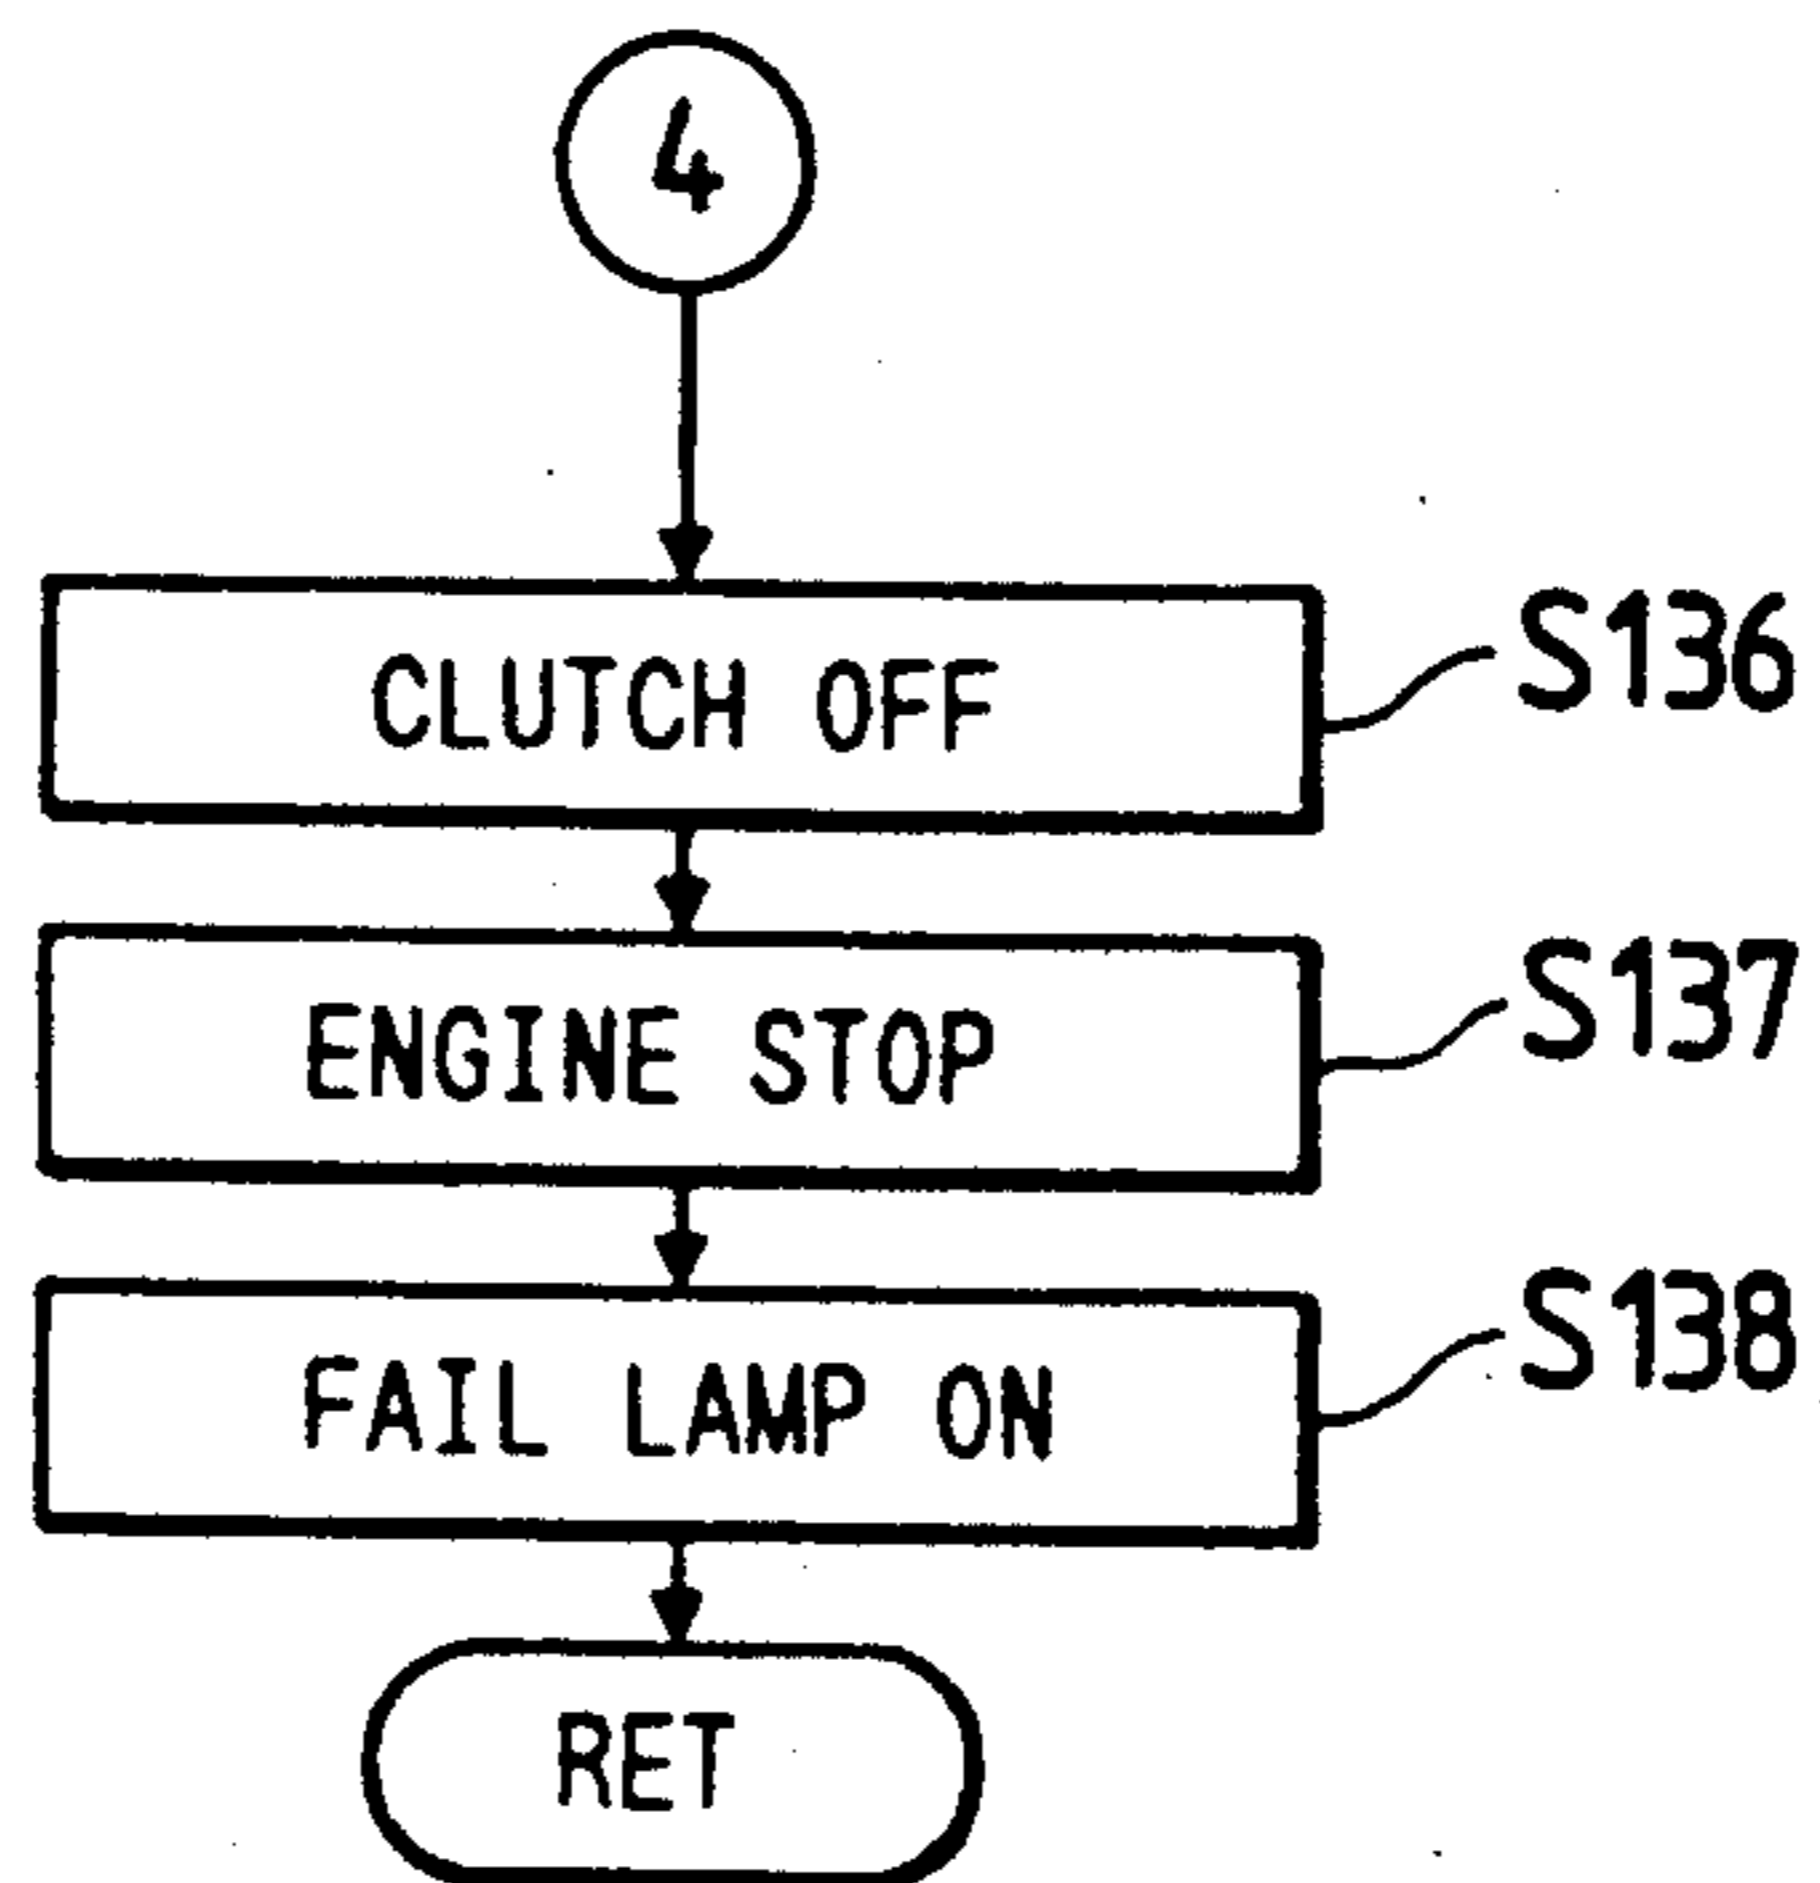 4
CLUTCH OFF
S136
ENGINE STOP
S137
FAIL LAMP ON
S138
RET